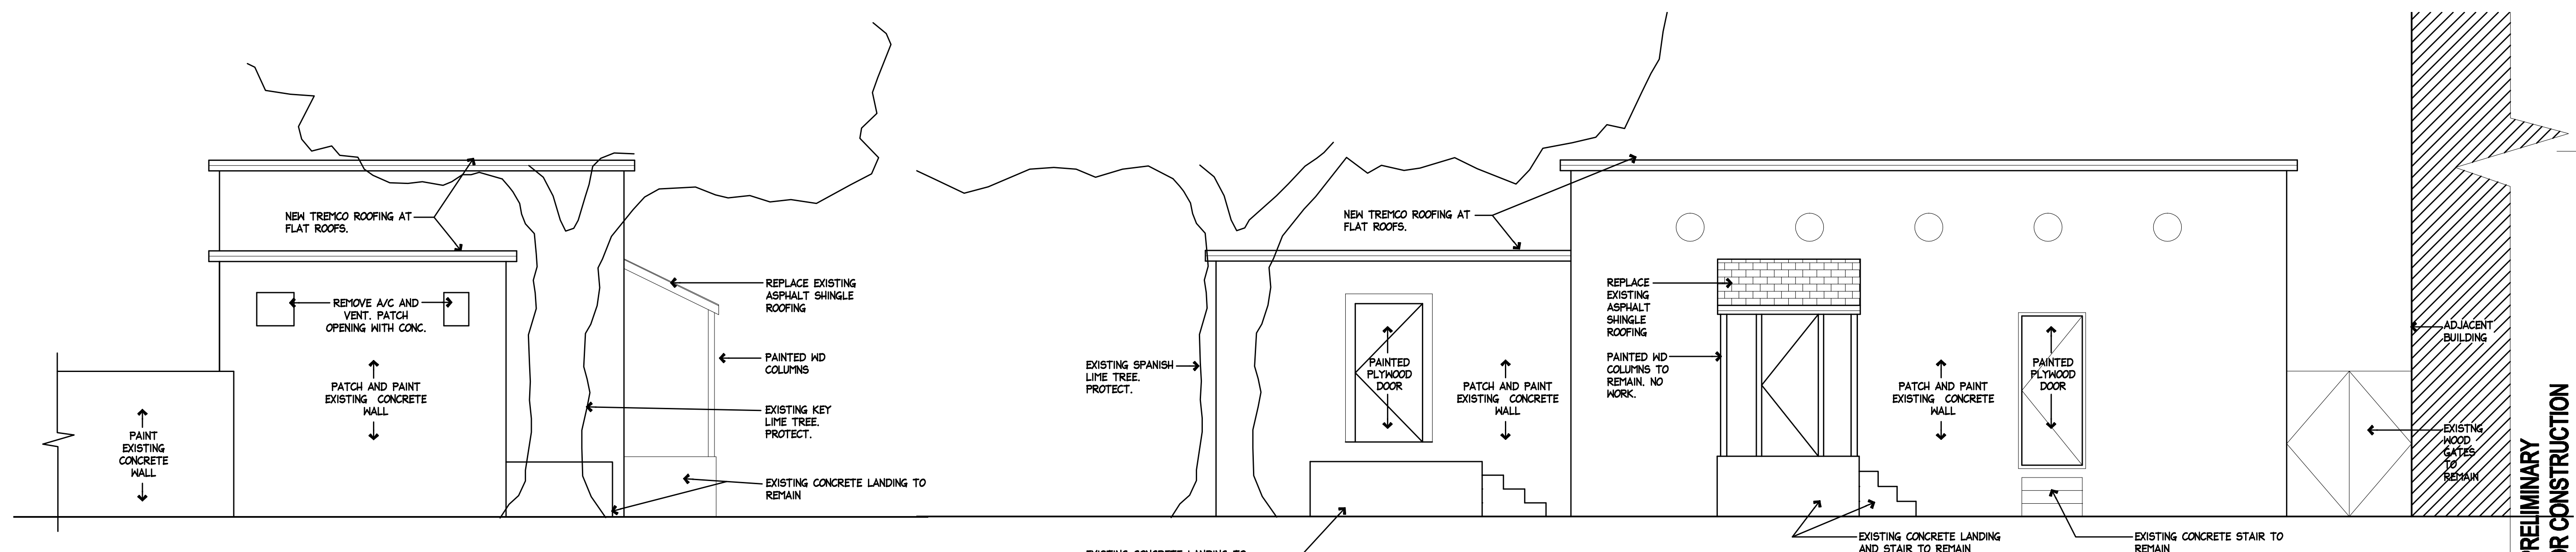 NEW TREMCO ROOFING AT
FLAT ROOFS.
REMOVE A/C AND
VENT. PATCH
OPENING WITH CONC.
PATCH AND PAINT
EXISTING CONCRETE
WALL
PAINT
EXISTING
CONCRETE
WALL
REPLACE EXISTING
ASPHALT SHINGLE
ROOFING
PAINTED WD
COLUMNS
EXISTING KEY
LIME TREE.
PROTECT.
EXISTING CONCRETE LANDING TO
REMAIN
EXISTING SPANISH
LIME TREE.
PROTECT.
NEW TREMCO ROOFING AT
FLAT ROOFS.
PAINTED
PLYWOOD
DOOR
PATCH AND PAINT
EXISTING CONCRETE
WALL
EXISTING CONCRETE LANDING TO
REPLACE
EXISTING
ASPHALT
SHINGLE
ROOFING
PAINTED WD
COLUMNS TO
REMAIN. NO
WORK.
PATCH AND PAINT
EXISTING CONCRETE
WALL
PAINTED
PLYWOOD
DOOR
EXISTING CONCRETE LANDING
AND STAIR TO REMAIN
EXISTING CONCRETE STAIR TO
REMAIN
ADJACENT
BUILDING
EXISTNG
WOOD
GATES
TO
REMAIN
RELIMINARY
OR CONSTRUCTION